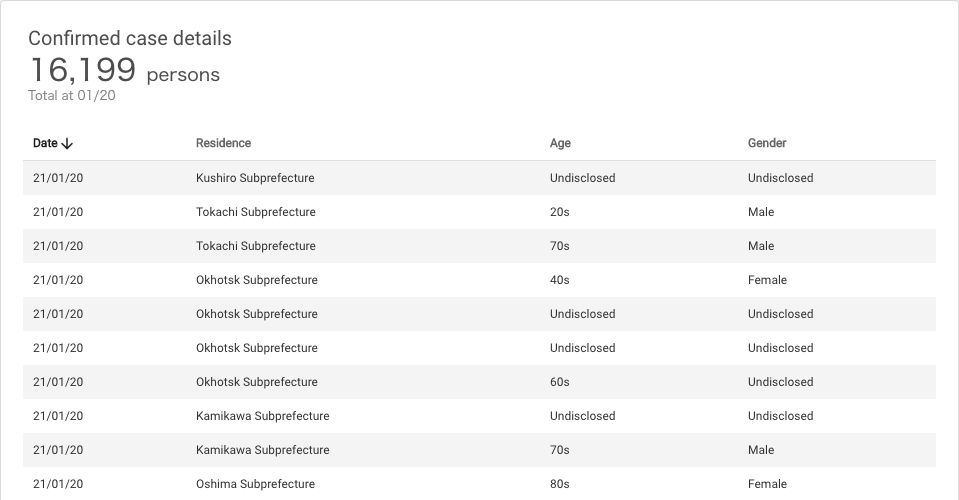 Confirmed case details
16,199 persons
Total at 01/20
Date Residence Age Gender
21/01/20 Kushiro Subprefecture Undisclosed Undisclosed
21/01/20 Tokachi Subprefecture 20s Male
21/01/20 Tokachi Subprefecture 70s Male
21/01/20 Okhotsk Subprefecture 40s Female
21/01/20 Okhotsk Subprefecture Undisclosed Undisclosed
21/01/20 Okhotsk Subprefecture Undisclosed Undisclosed
21/01/20 Okhotsk Subprefecture 60s Undisclosed
21/01/20 Kamikawa Subprefecture Undisclosed Undisclosed
21/01/20 Kamikawa Subprefecture 70s Male
21/01/20 Oshima Subprefecture 80s Female